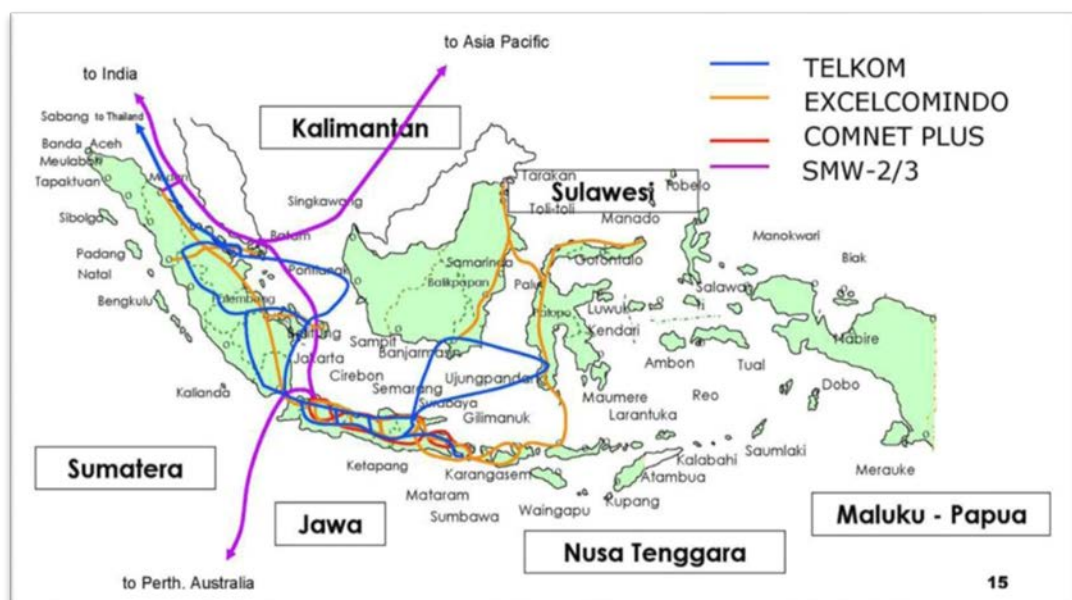 to Asia Pacific
to India
TELKOM
EXCELCOMINDO
COMNET PLUS
SMW-2/3
Sabang to Thailand
Kalimantan
Banda Aceh
Meulaboh
Tapaktuan
Medan
Tarakan
Sulawesi
Tobelo
Singkawang
Toli-toli
Manado
Sibolga
Batam
Manokwari
Padang
Natal
Pontianak
Samarinda
Gorontalo
Biak
Balikpapan
Palu
Salawati
Bengkulu
Palembang
Palopo
Luwuk
Kendari
Nabire
Belitung
Sampit
Banjarmasin
Jakarta
Ambon
Tual
Cirebon
Semarang
Ujungpandang
Dobo
Kalianda
Surabaya
Maumere
Reo
Gilimanuk
Larantuka
Saumlaki
Sumatera
Ketapang
Karangasem
Kalabahi
Atambua
Merauke
Mataram
Kupang
Sumbawa
Waingapu
Jawa
Maluku - Papua
Nusa Tenggara
to Perth. Australia
15